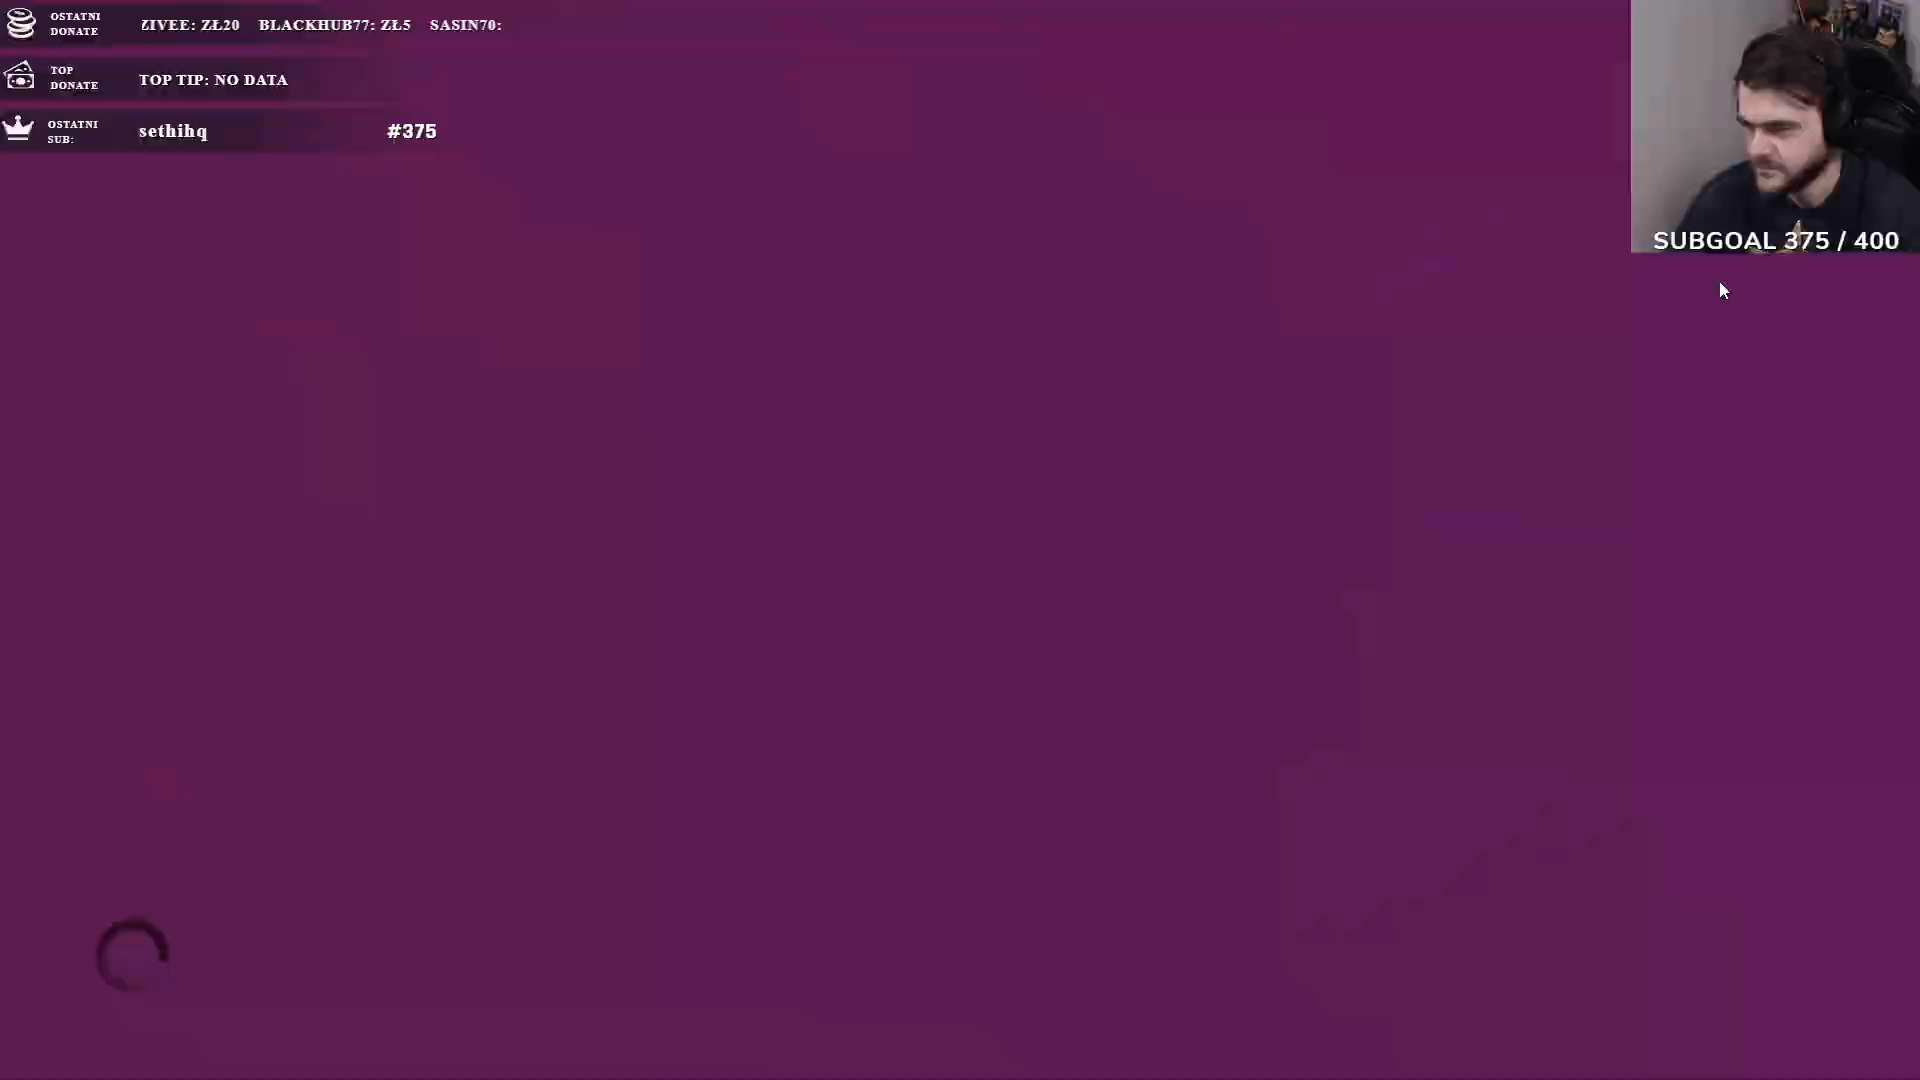 OSTATNI
DONATE
ZIVEE: ZŁ20 BLACKHUB77: ZŁ5 SASIN70:
TOP
DONATE
TOP TIP: NO DATA
OSTATNI
SUB:
sethihq #375
SUBGOAL 375 / 400